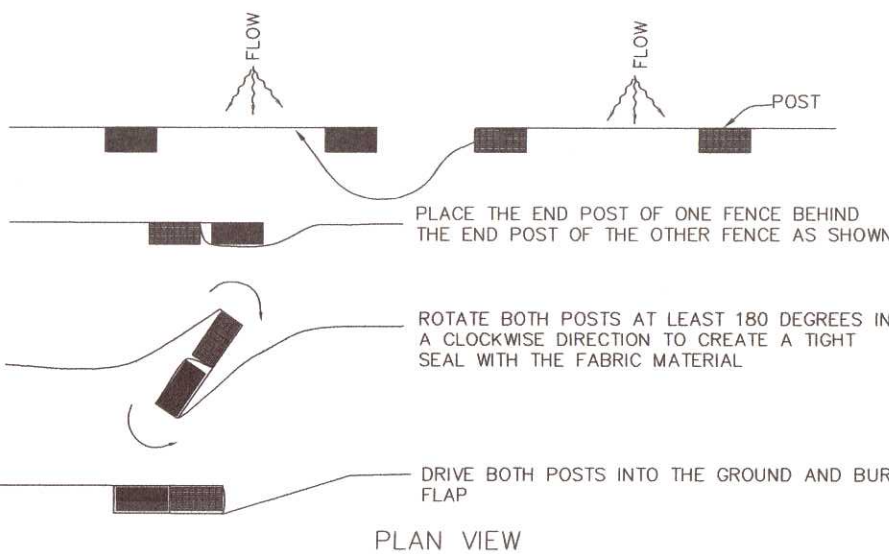 FLOW
FLOW
POST
PLACE THE END POST OF ONE FENCE BEHIND
THE END POST OF THE OTHER FENCE AS SHOWN
ROTATE BOTH POSTS AT LEAST 180 DEGREES IN
A CLOCKWISE DIRECTION TO CREATE A TIGHT
SEAL WITH THE FABRIC MATERIAL
DRIVE BOTH POSTS INTO THE GROUND AND BUR
FLAP
PLAN VIEW